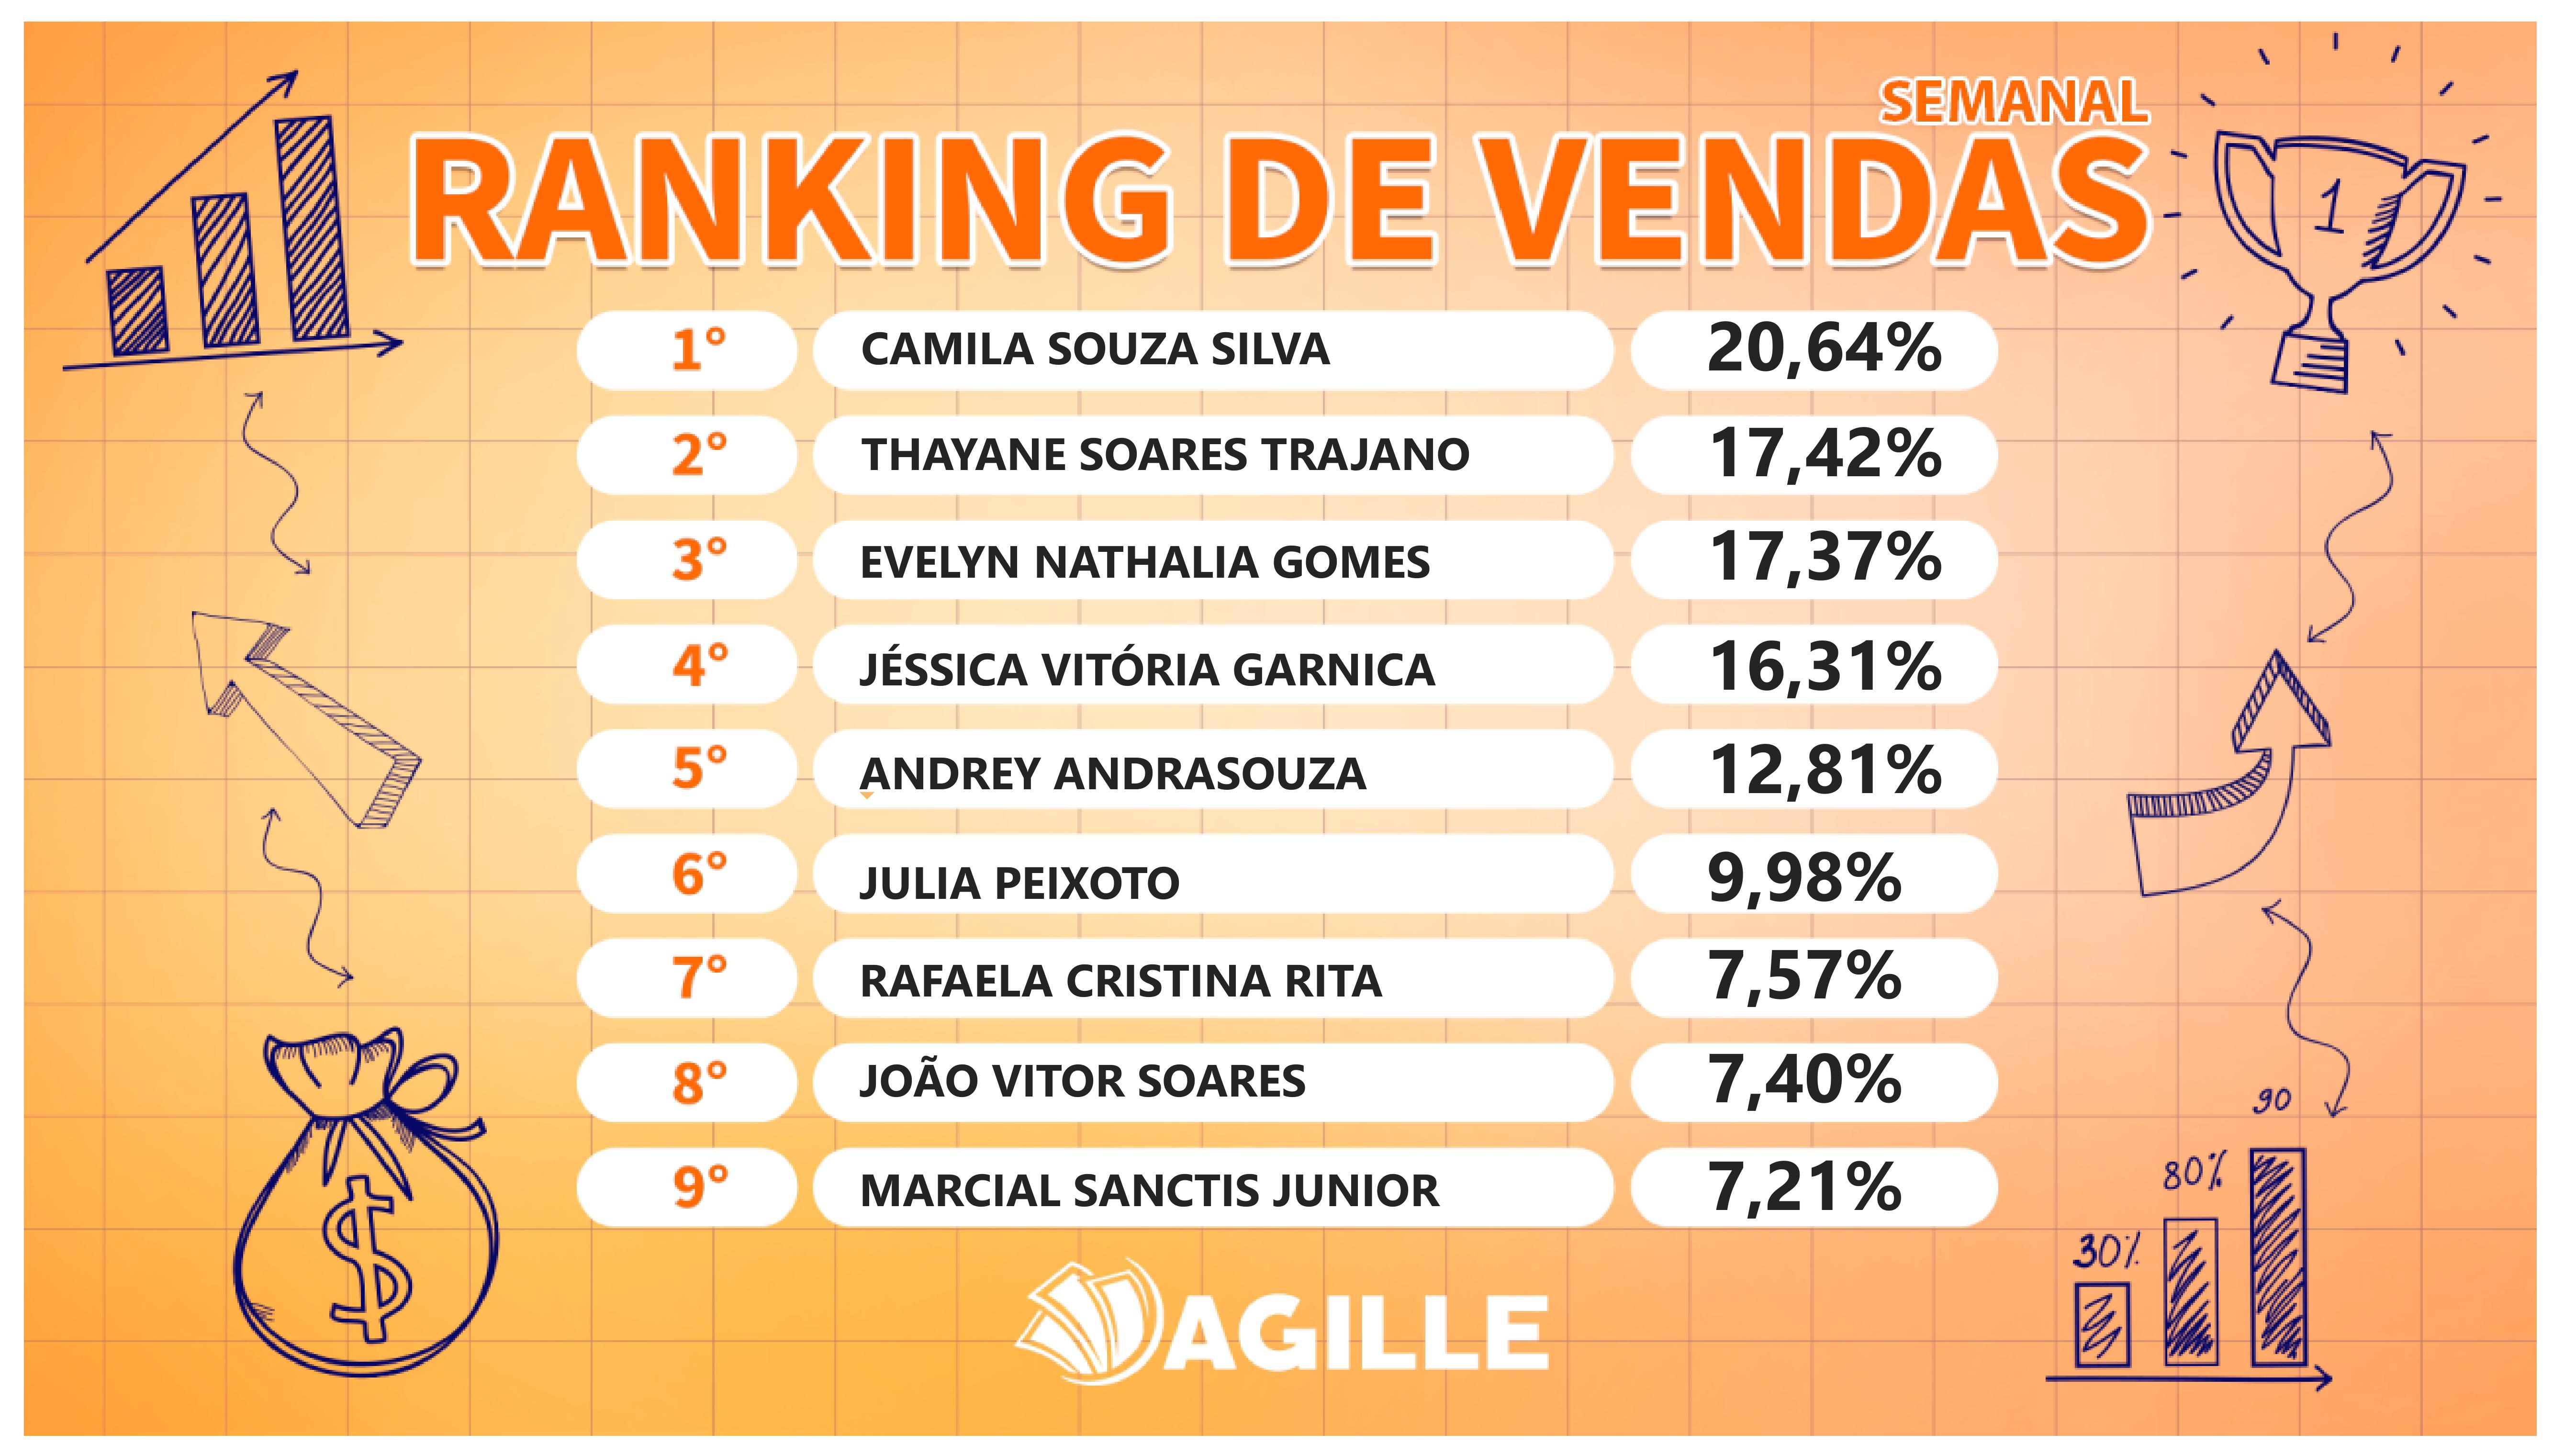 SEMANAL
RANKING DE VENDAS
1
1° CAMILA SOUZA SILVA 20,64%
2° THAYANE SOARES TRAJANO 17,42%
3° EVELYN NATHALIA GOMES 17,37%
4° JÉSSICA VITÓRIA GARNICA 16,31%
5° ANDREY ANDRASOUZA 12,81%
6° JULIA PEIXOTO 9,98%
7° RAFAELA CRISTINA RITA 7,57%
8° JOÃO VITOR SOARES 7,40%
9° MARCIAL SANCTIS JUNIOR 7,21%
90
80%
30%
$
AGILLE